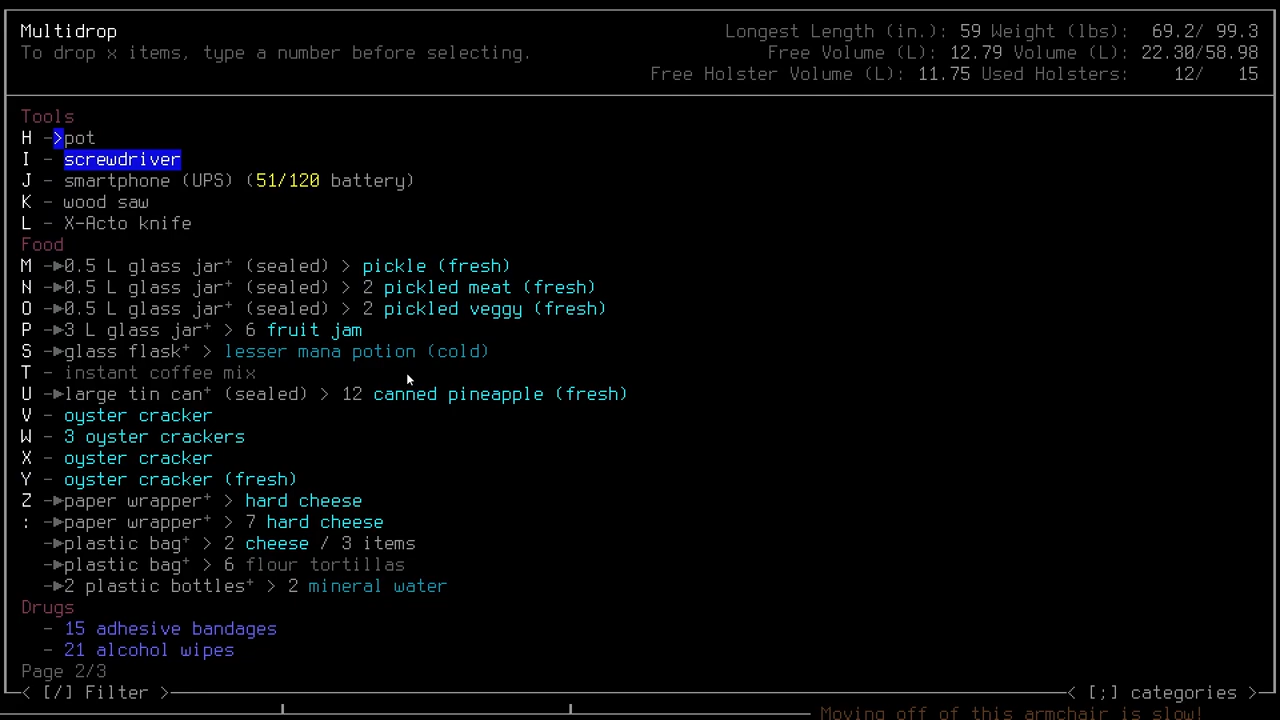 Multidrop
To drop x items, type a number before selecting.
Longest Length (in.): 59 Weight (lbs): 69.2/ 99.3
Free Volume (L): 12.79 Volume (L): 22.30/58.98
Free Holster Volume (L): 11.75 Used Holsters: 12/ 15
Tools
H ->pot
I - screwdriver
J - smartphone (UPS) (51/120 battery)
K - wood saw
L - X-Acto knife
Food
M -▶0.5 L glass jar⁺ (sealed) > pickle (fresh)
N -▶0.5 L glass jar⁺ (sealed) > 2 pickled meat (fresh)
O -▶0.5 L glass jar⁺ (sealed) > 2 pickled veggy (fresh)
P -▶3 L glass jar⁺ > 6 fruit jam
S -▶glass flask⁺ > lesser mana potion (cold)
T - instant coffee mix
U -▶large tin can⁺ (sealed) > 12 canned pineapple (fresh)
V - oyster cracker
W - 3 oyster crackers
X - oyster cracker
Y - oyster cracker (fresh)
Z -▶paper wrapper⁺ > hard cheese
: -▶paper wrapper⁺ > 7 hard cheese
-▶plastic bag⁺ > 2 cheese / 3 items
-▶plastic bag⁺ > 6 flour tortillas
-▶2 plastic bottles⁺ > 2 mineral water
Drugs
- 15 adhesive bandages
- 21 alcohol wipes
Page 2/3
< [/] Filter >
< [;] categories >
Moving off of this armchair is slow!